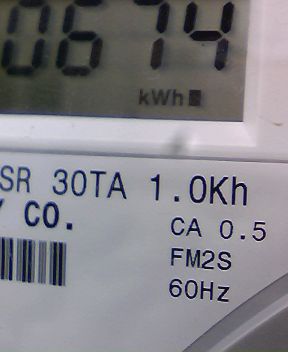 0674
kWh
SR 30TA 1.0Kh
Y CO.
CA 0.5
FM2S
60Hz